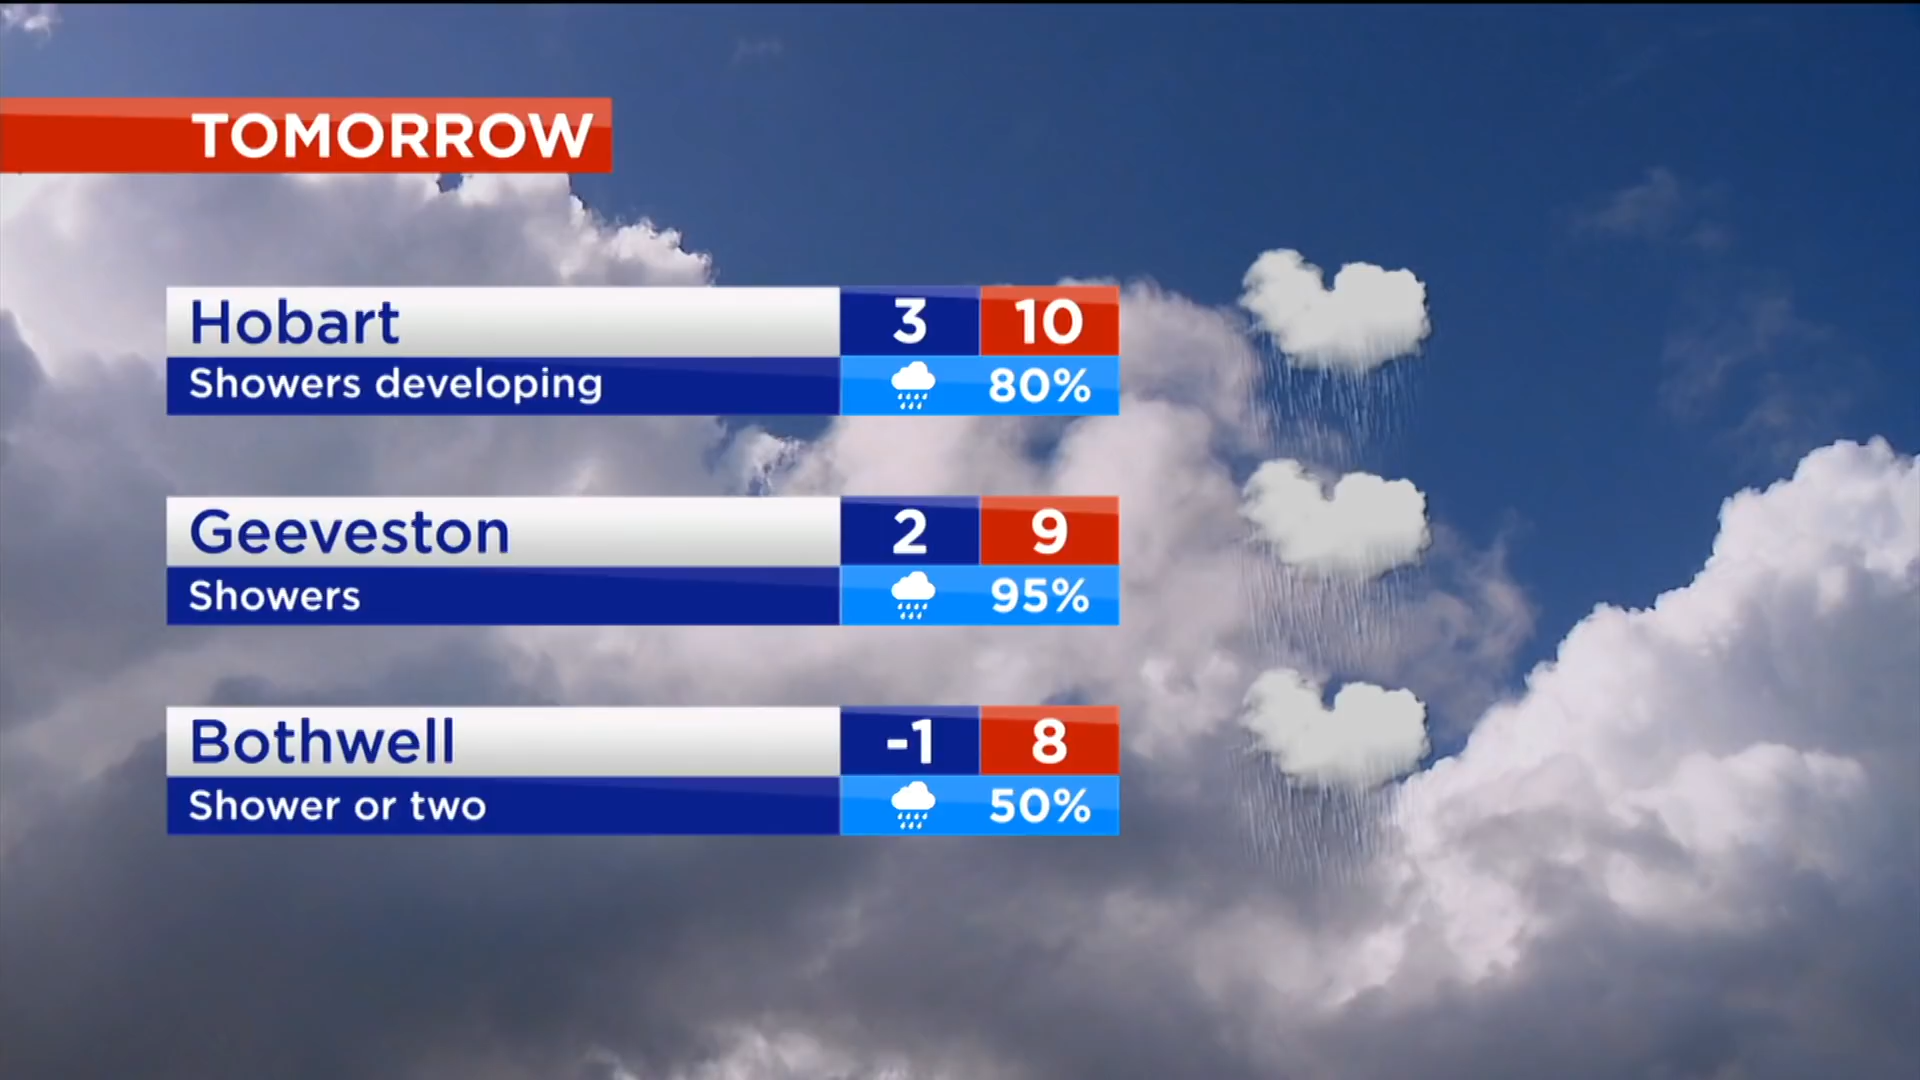 TOMORROW
Hobart 3 10
Showers developing 80%
Geeveston 2 9
Showers 95%
Bothwell -1 8
Shower or two 50%